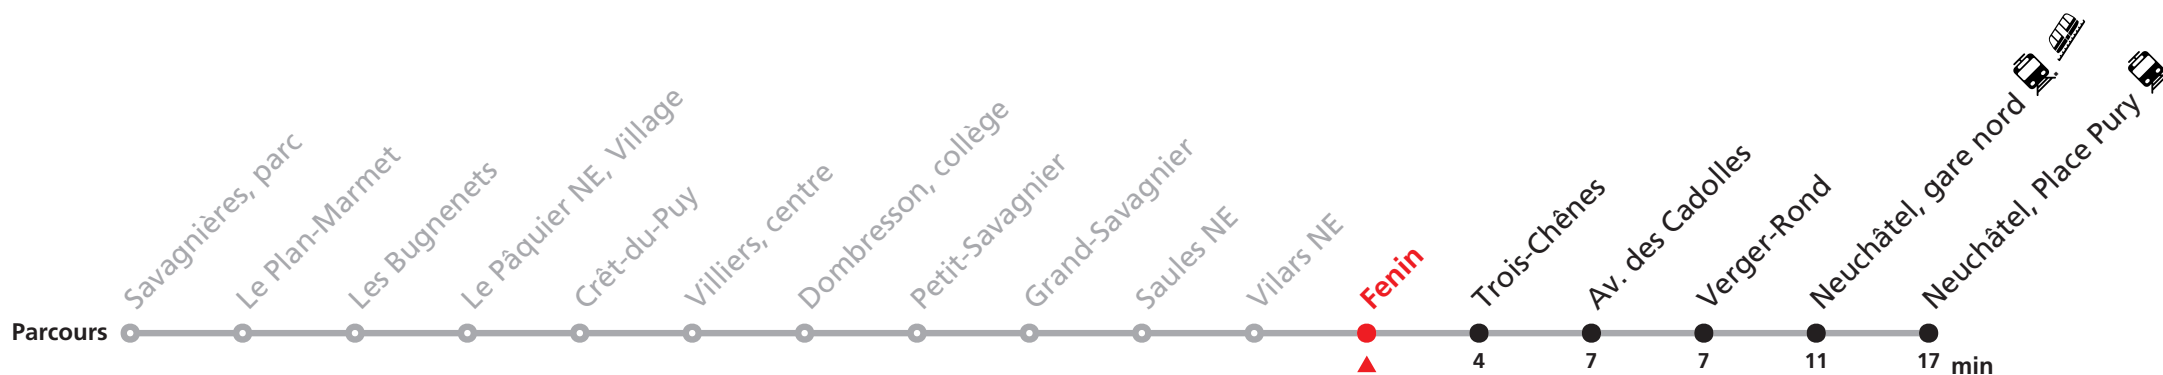 Savagnières, parc
Le Plan-Marmet
Les Bugnenets
Le Pâquier NE, Village
Crêt-du-Puy
Villiers, centre
Dombresson, collège
Petit-Savagnier
Grand-Savagnier
Saules NE
Vilars NE
Fenin
Trois-Chênes
Av. des Cadolles
Verger-Rond
Neuchâtel, gare nord
Neuchâtel, Place Pury
Parcours
4 7 7 11 17 min